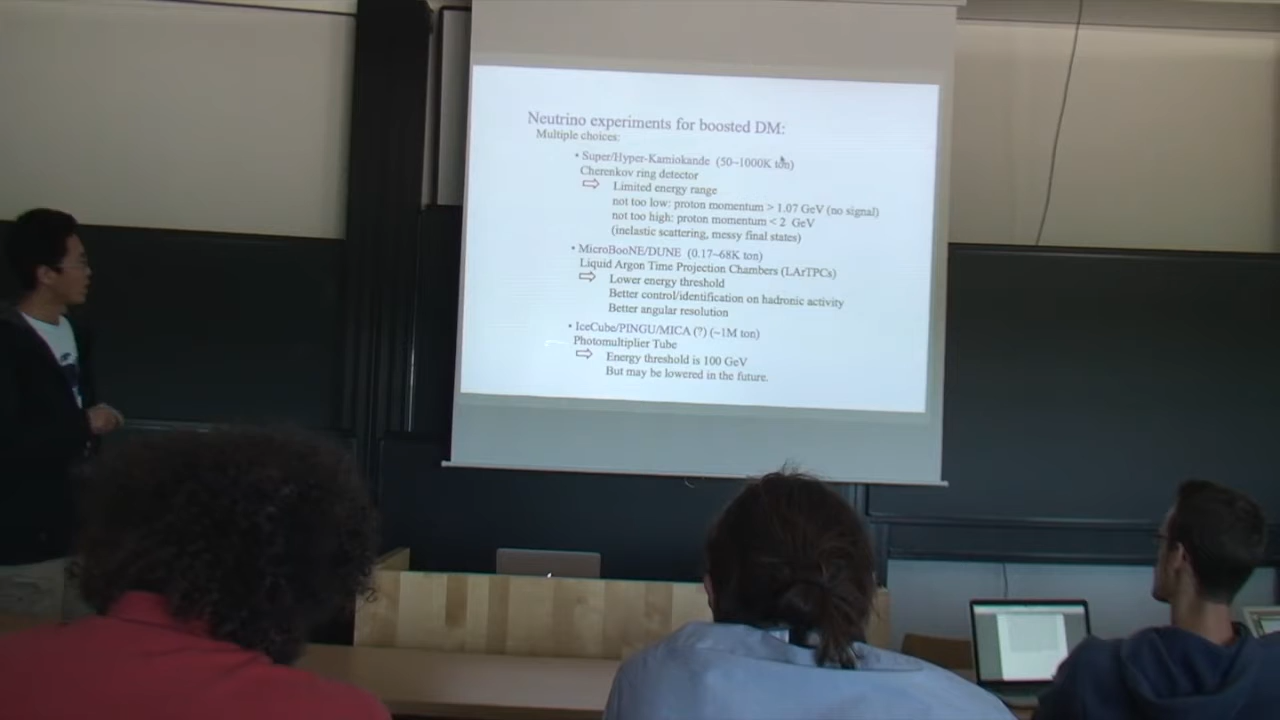 Neutrino experiments for boosted DM:
Multiple choices:
• Super/Hyper-Kamiokande (50~1000K ton)
Cherenkov ring detector
⇨ Limited energy range
not too low: proton momentum > 1.07 GeV (no signal)
not too high: proton momentum < 2 GeV
(inelastic scattering, messy final states)
• MicroBooNE/DUNE (0.17~68K ton)
Liquid Argon Time Projection Chambers (LArTPCs)
⇨ Lower energy threshold
Better control/identification on hadronic activity
Better angular resolution
• IceCube/PINGU/MICA (?) (~1M ton)
Photomultiplier Tube
⇨ Energy threshold is 100 GeV
But may be lowered in the future.